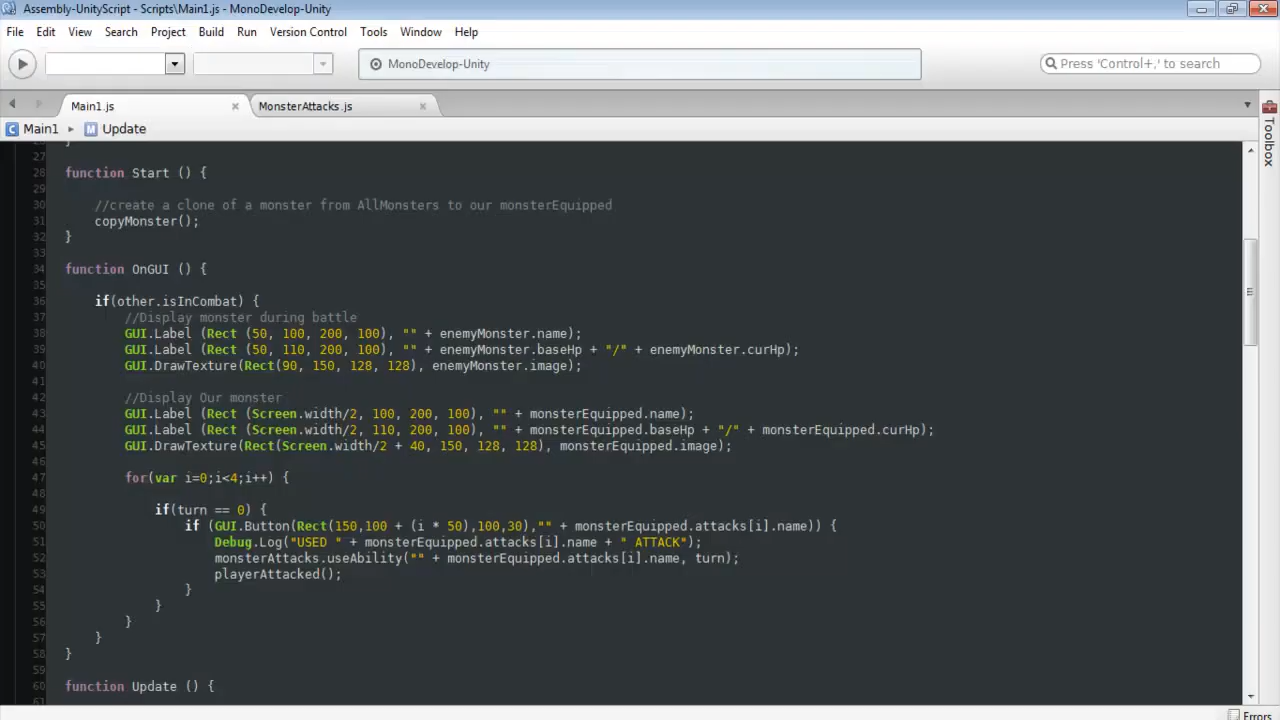 Assembly-UnityScript - Scripts\Main1.js - MonoDevelop-Unity
File Edit View Search Project Build Run Version Control Tools Window Help
MonoDevelop-Unity
Press 'Control+,' to search
Main1.js
MonsterAttacks.js
Toolbox
C Main1 M Update
26 }
27
28 function Start () {
29
30 //create a clone of a monster from AllMonsters to our monsterEquipped
31 copyMonster();
32 }
33
34 function OnGUI () {
35
36 if(other.isInCombat) {
37 //Display monster during battle
38 GUI.Label (Rect (50, 100, 200, 100), "" + enemyMonster.name);
39 GUI.Label (Rect (50, 110, 200, 100), "" + enemyMonster.baseHp + "/" + enemyMonster.curHp);
40 GUI.DrawTexture(Rect(90, 150, 128, 128), enemyMonster.image);
41
42 //Display Our monster
43 GUI.Label (Rect (Screen.width/2, 100, 200, 100), "" + monsterEquipped.name);
44 GUI.Label (Rect (Screen.width/2, 110, 200, 100), "" + monsterEquipped.baseHp + "/" + monsterEquipped.curHp);
45 GUI.DrawTexture(Rect(Screen.width/2 + 40, 150, 128, 128), monsterEquipped.image);
46
47 for(var i=0;i<4;i++) {
48
49 if(turn == 0) {
50 if (GUI.Button(Rect(150,100 + (i * 50),100,30),"" + monsterEquipped.attacks[i].name)) {
51 Debug.Log("USED " + monsterEquipped.attacks[i].name + " ATTACK");
52 monsterAttacks.useAbility("" + monsterEquipped.attacks[i].name, turn);
53 playerAttacked();
54 }
55 }
56 }
57 }
58 }
59
60 function Update () {
61
Errors